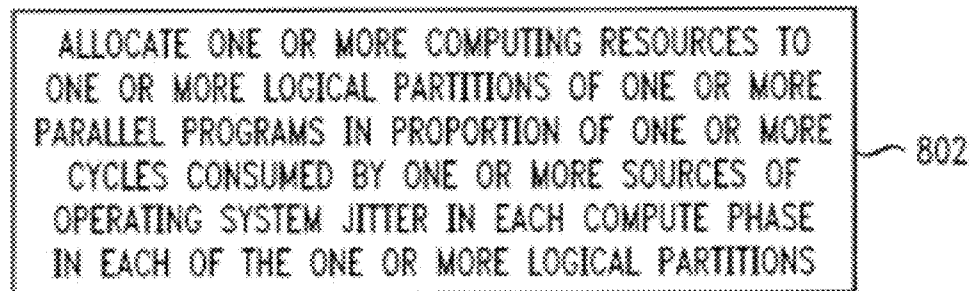 ALLOCATE ONE OR MORE COMPUTING RESOURCES TO
ONE OR MORE LOGICAL PARTITIONS OF ONE OR MORE
PARALLEL PROGRAMS IN PROPORTION OF ONE OR MORE
CYCLES CONSUMED BY ONE OR MORE SOURCES OF
OPERATING SYSTEM JITTER IN EACH COMPUTE PHASE
IN EACH OF THE ONE OR MORE LOGICAL PARTITIONS
802